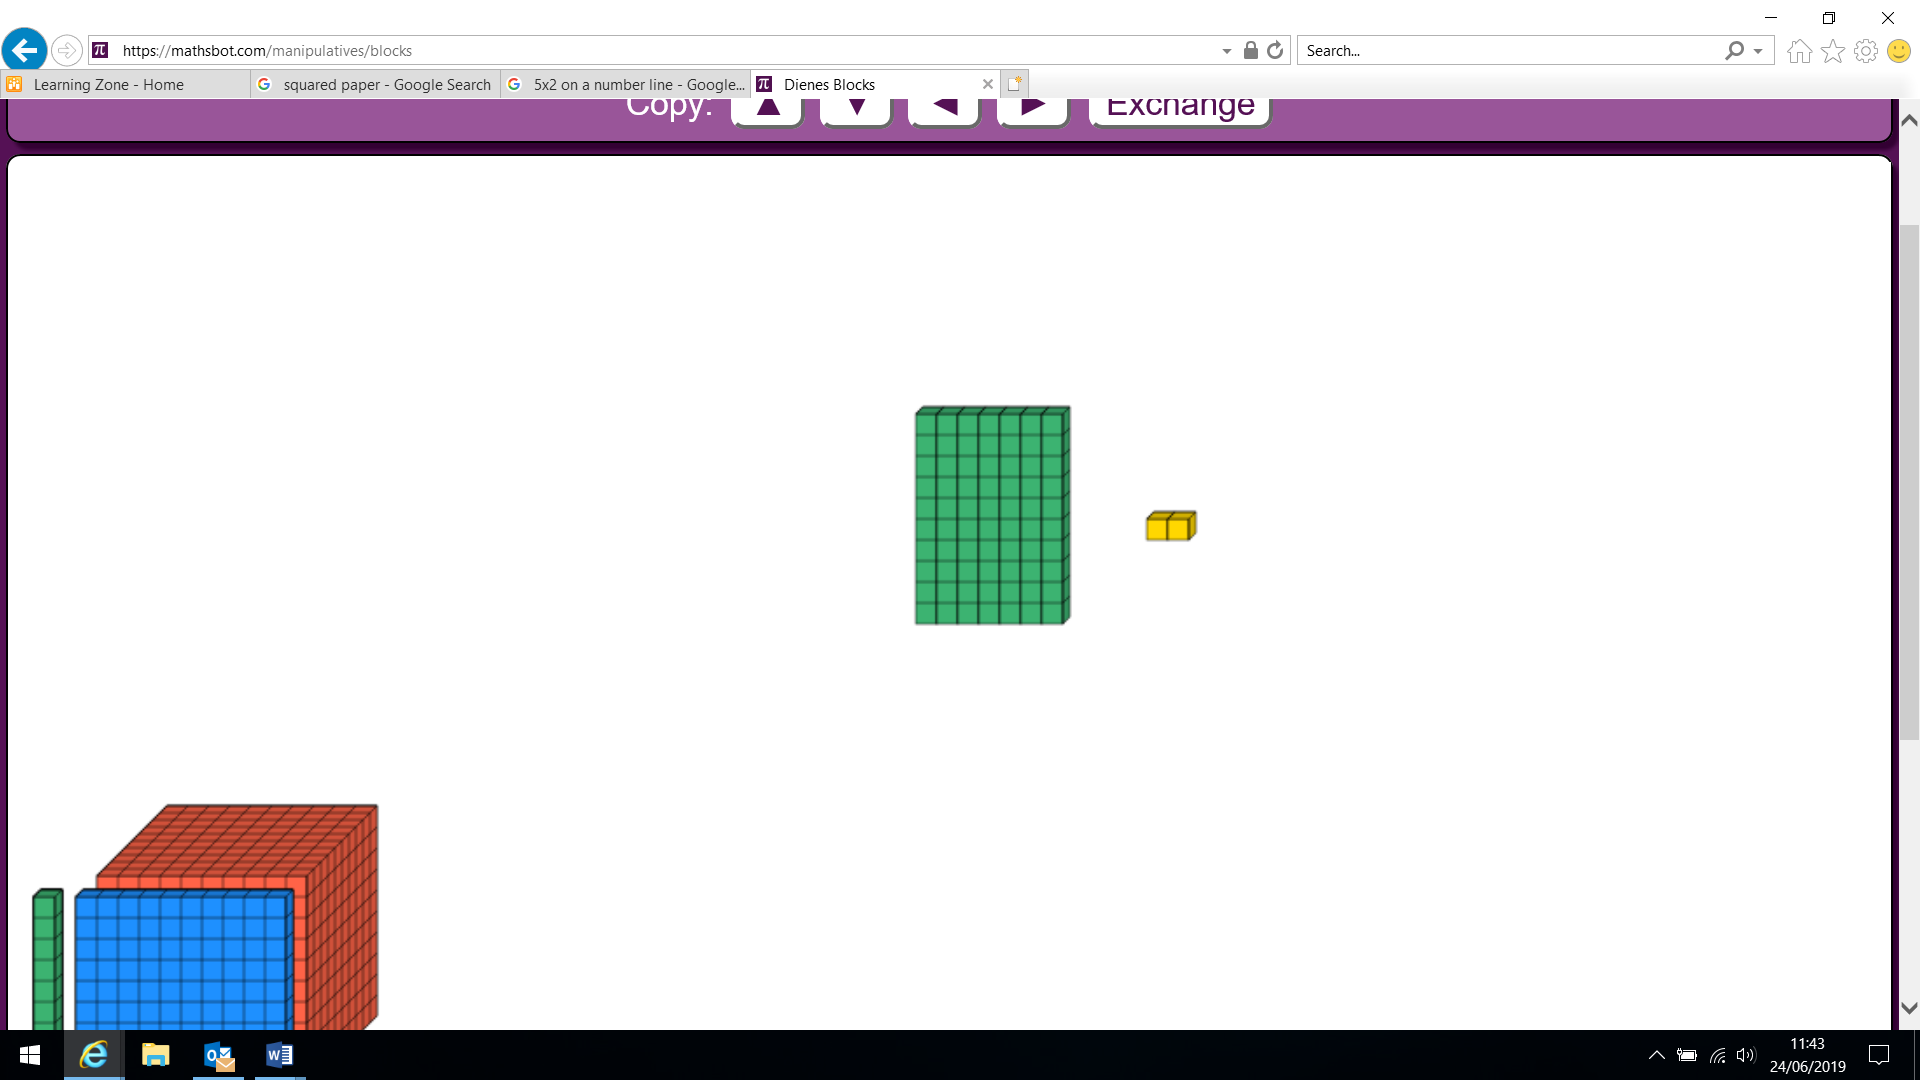 https://mathsbot.com/manipulatives/blocks
Search...
Learning Zone - Home
squared paper - Google Search
5x2 on a number line - Google...
Dienes Blocks
Copy:
Exchange
11:43
24/06/2019